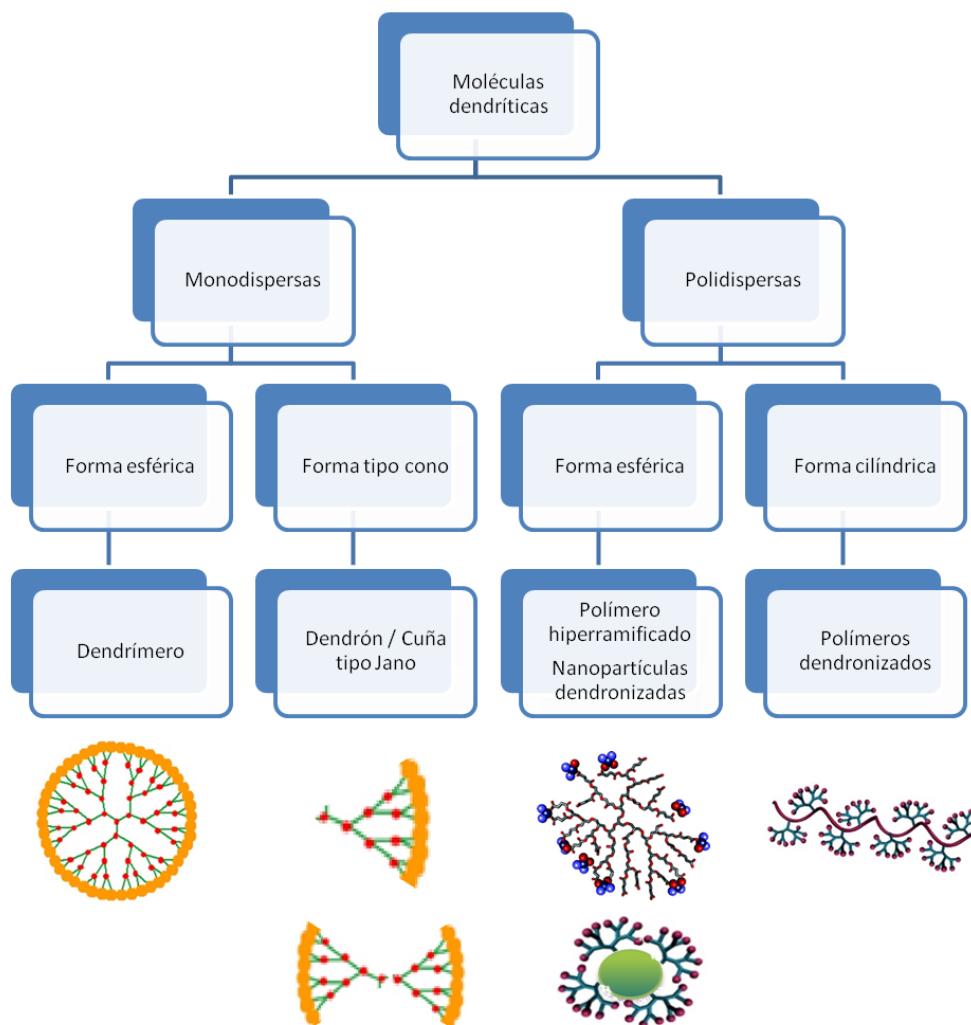 Moléculas
dendríticas
Monodispersas
Polidispersas
Forma esférica
Forma tipo cono
Forma esférica
Forma cilíndrica
Dendrímero
Dendrón / Cuña
tipo Jano
Polímero
hiperramificado
Nanopartículas
dendronizadas
Polímeros
dendronizados